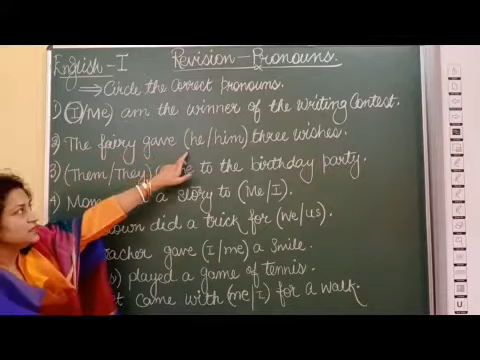 English-I Revision-Pronouns.
⇒ Circle the Correct pronouns.
1) (I/Me) am the winner of the Writing Contest.
2) The fairy gave (he/him) three wishes.
3) (Them/They) to the birthday party.
4) Mom a story to (Me/I).
did a trick for (We/us).
gave (I/me) a Smile.
played a game of tennis.
came with (me/I) for a walk.